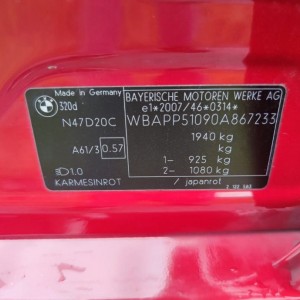 Made in Germany
BMW
320d
BAYERISCHE MOTOREN WERKE AG
e1*2007/46*0314*
N47D20C
WBAPP51090A867233
1940 kg
kg
A61/3 0.57
1- 925 kg
2- 1080 kg
1.0
KARMESINROT
/ japanrot